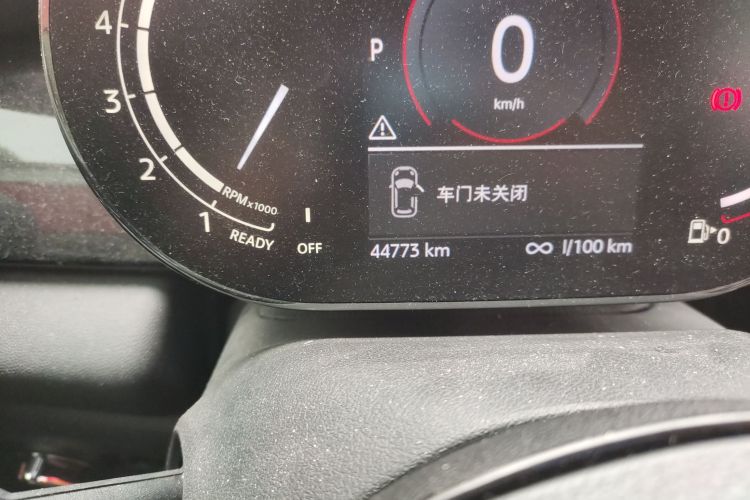 4
3
2
1
RPM x1000
READY
OFF
P
0
km/h
车门未关闭
44773 km
∞ l/100 km
0